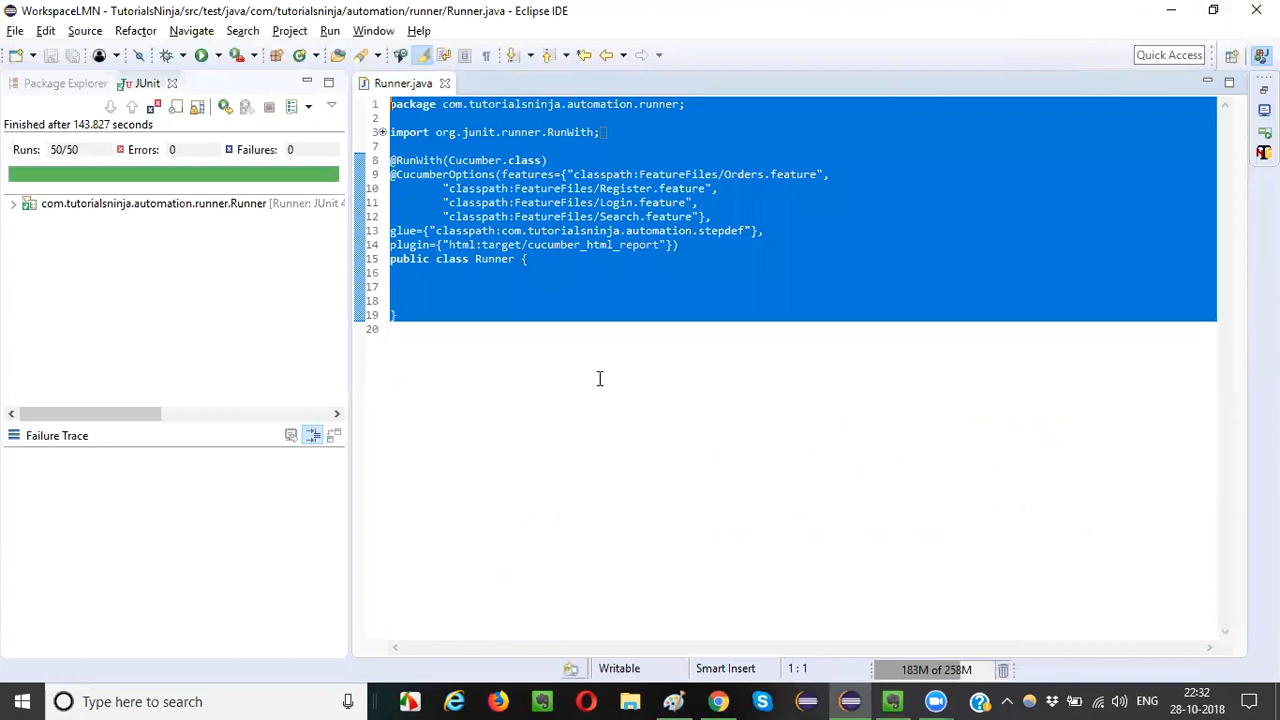 WorkspaceLMN - TutorialsNinja/src/test/java/com/tutorialsninja/automation/runner/Runner.java - Eclipse IDE
File Edit Source Refactor Navigate Search Project Run Window Help
Quick Access
Package Explorer JUnit
Runner.java
Finished after 143.827 seconds
Runs: 50/50 Errors: 0 Failures: 0
com.tutorialsninja.automation.runner.Runner [Runner: JUnit 4
Failure Trace
1 package com.tutorialsninja.automation.runner;
2
3 import org.junit.runner.RunWith;
7
8 @RunWith(Cucumber.class)
9 @CucumberOptions(features={"classpath:FeatureFiles/Orders.feature",
10 "classpath:FeatureFiles/Register.feature",
11 "classpath:FeatureFiles/Login.feature",
12 "classpath:FeatureFiles/Search.feature"},
13 glue={"classpath:com.tutorialsninja.automation.stepdef"},
14 plugin={"html:target/cucumber_html_report"})
15 public class Runner {
16
17
18
19 }
20
Writable Smart Insert 1 : 1 183M of 258M
Type here to search
ENG
22:32
28-10-2018